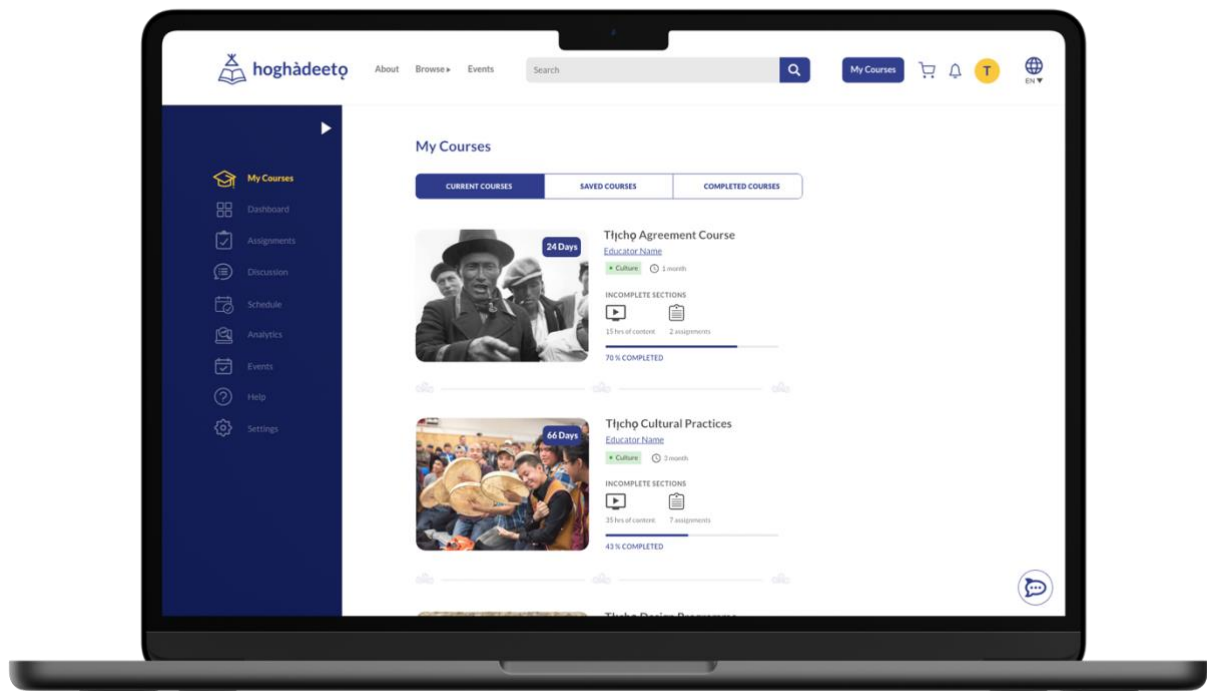 hoghàdeetǫ
About Browse▸ Events
Search
My Courses
T
EN ▼
My Courses
Dashboard
Assignments
Discussion
Schedule
Analytics
Events
Help
Settings
My Courses
CURRENT COURSES
SAVED COURSES
COMPLETED COURSES
24 Days
Tłı̨chǫ Agreement Course
Educator Name
• Culture
1 month
INCOMPLETE SECTIONS
15 hrs of content
2 assignments
70 % COMPLETED
66 Days
Tłı̨chǫ Cultural Practices
Educator Name
• Culture
3 month
INCOMPLETE SECTIONS
35 hrs of content
7 assignments
43 % COMPLETED